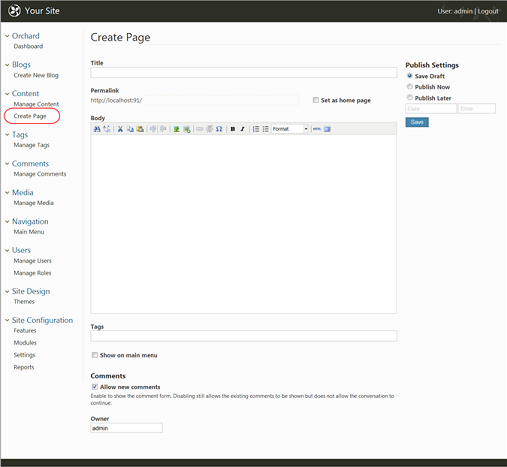 Your Site
User: admin | Logout
Orchard
Dashboard
Blogs
Create New Blog
Content
Manage Content
Create Page
Tags
Manage Tags
Comments
Manage Comments
Media
Manage Media
Navigation
Main Menu
Users
Manage Users
Manage Roles
Site Design
Themes
Site Configuration
Features
Modules
Settings
Reports
Create Page
Title
Permalink
http://localhost:91/
Set as home page
Body
B I
Format
HTML
Tags
Show on main menu
Comments
Allow new comments
Enable to show the comment form. Disabling still allows the existing comments to be shown but does not allow the conversation to
continue.
Owner
admin
Publish Settings
Save Draft
Publish Now
Publish Later
Date
Time
Save